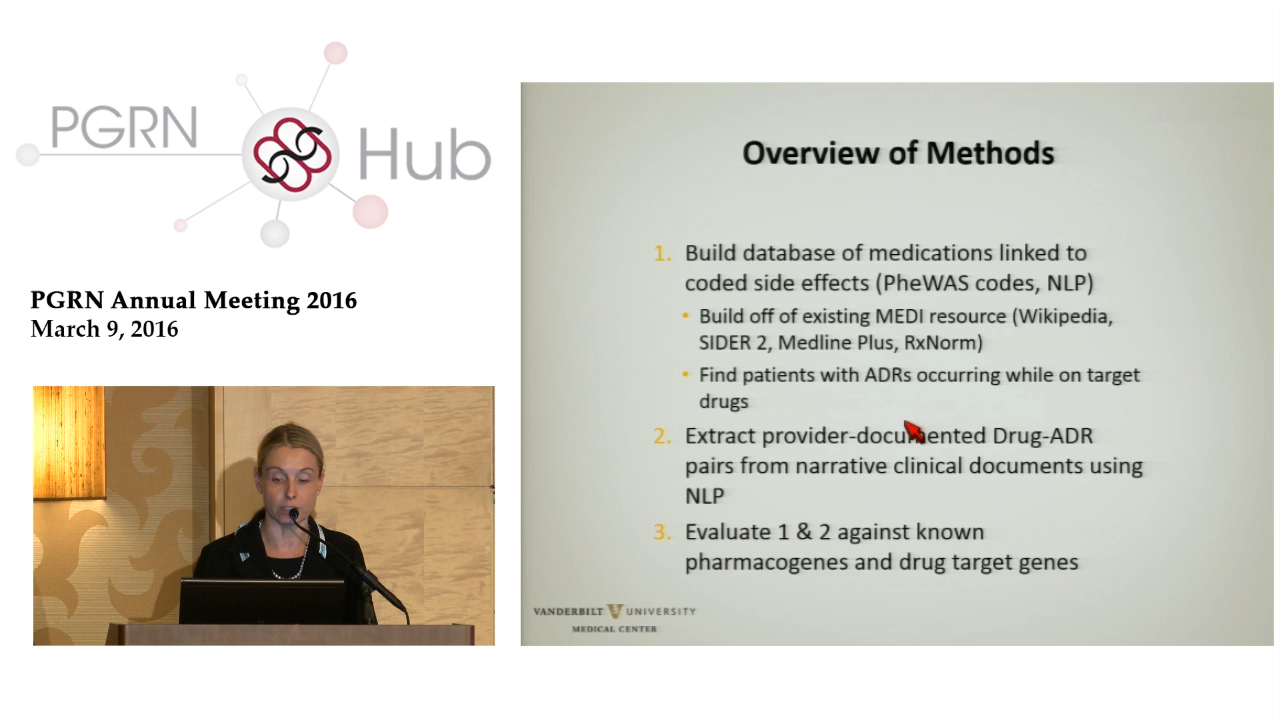 PGRN
Hub
PGRN Annual Meeting 2016
March 9, 2016
Overview of Methods
1. Build database of medications linked to
coded side effects (PheWAS codes, NLP)
• Build off of existing MEDI resource (Wikipedia,
SIDER 2, Medline Plus, RxNorm)
• Find patients with ADRs occurring while on target
drugs
2. Extract provider-documented Drug-ADR
pairs from narrative clinical documents using
NLP
3. Evaluate 1 & 2 against known
pharmacogenes and drug target genes
VANDERBILT V UNIVERSITY
MEDICAL CENTER